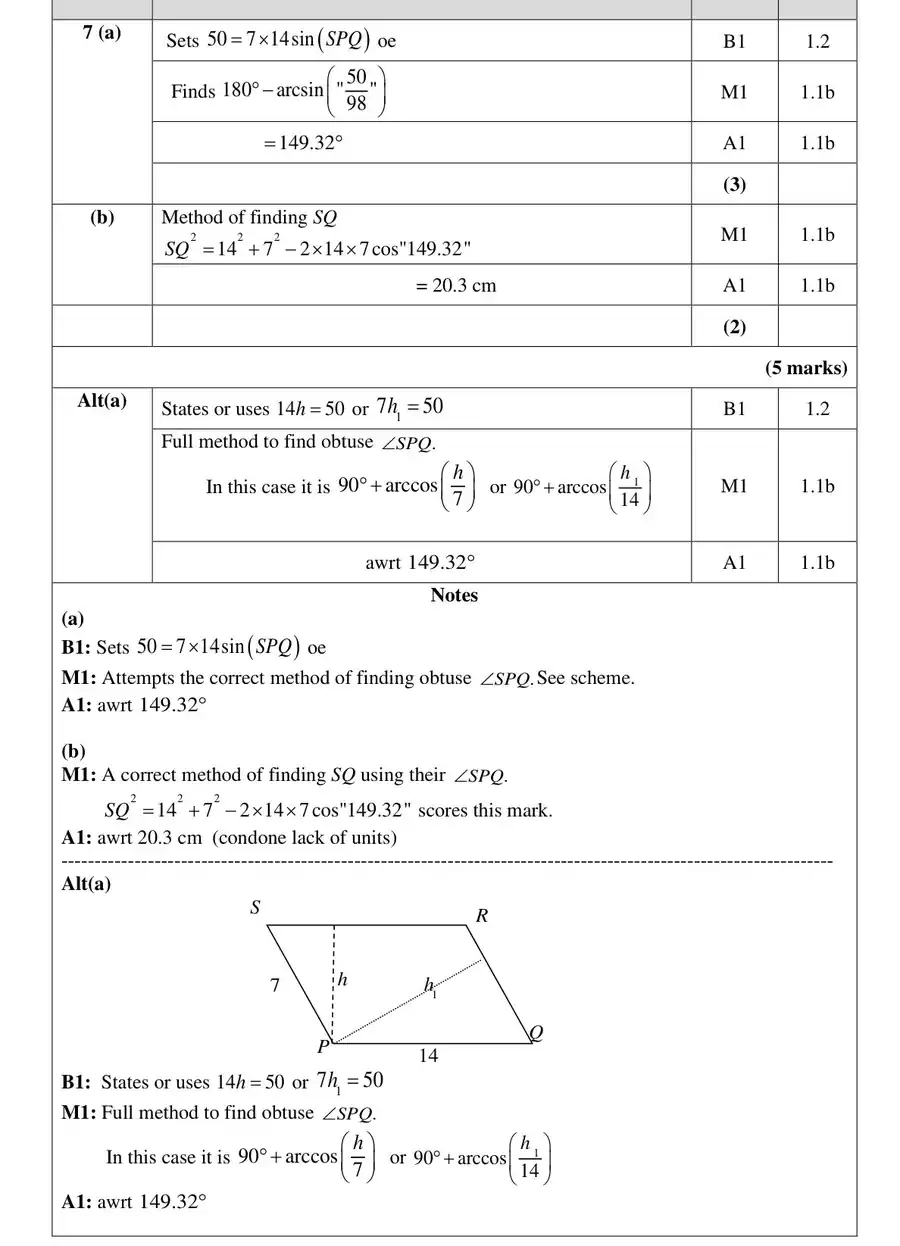 7 (a) Sets 50 = 7 × 14 sin (SPQ) oe B1 1.2
Finds 180° − arcsin ("50/98") M1 1.1b
= 149.32° A1 1.1b
(3)
(b) Method of finding SQ
SQ² = 14² + 7² − 2 × 14 × 7 cos"149.32" M1 1.1b
= 20.3 cm A1 1.1b
(2)
(5 marks)
Alt(a) States or uses 14h = 50 or 7h₁ = 50 B1 1.2
Full method to find obtuse ∠SPQ.
In this case it is 90° + arccos (h/7) or 90° + arccos (h₁/14) M1 1.1b
awrt 149.32° A1 1.1b
Notes
(a)
B1: Sets 50 = 7 × 14 sin (SPQ) oe
M1: Attempts the correct method of finding obtuse ∠SPQ. See scheme.
A1: awrt 149.32°
(b)
M1: A correct method of finding SQ using their ∠SPQ.
SQ² = 14² + 7² − 2 × 14 × 7 cos"149.32" scores this mark.
A1: awrt 20.3 cm (condone lack of units)
Alt(a)
S R
7 h h₁
P Q
14
B1: States or uses 14h = 50 or 7h₁ = 50
M1: Full method to find obtuse ∠SPQ.
In this case it is 90° + arccos (h/7) or 90° + arccos (h₁/14)
A1: awrt 149.32°